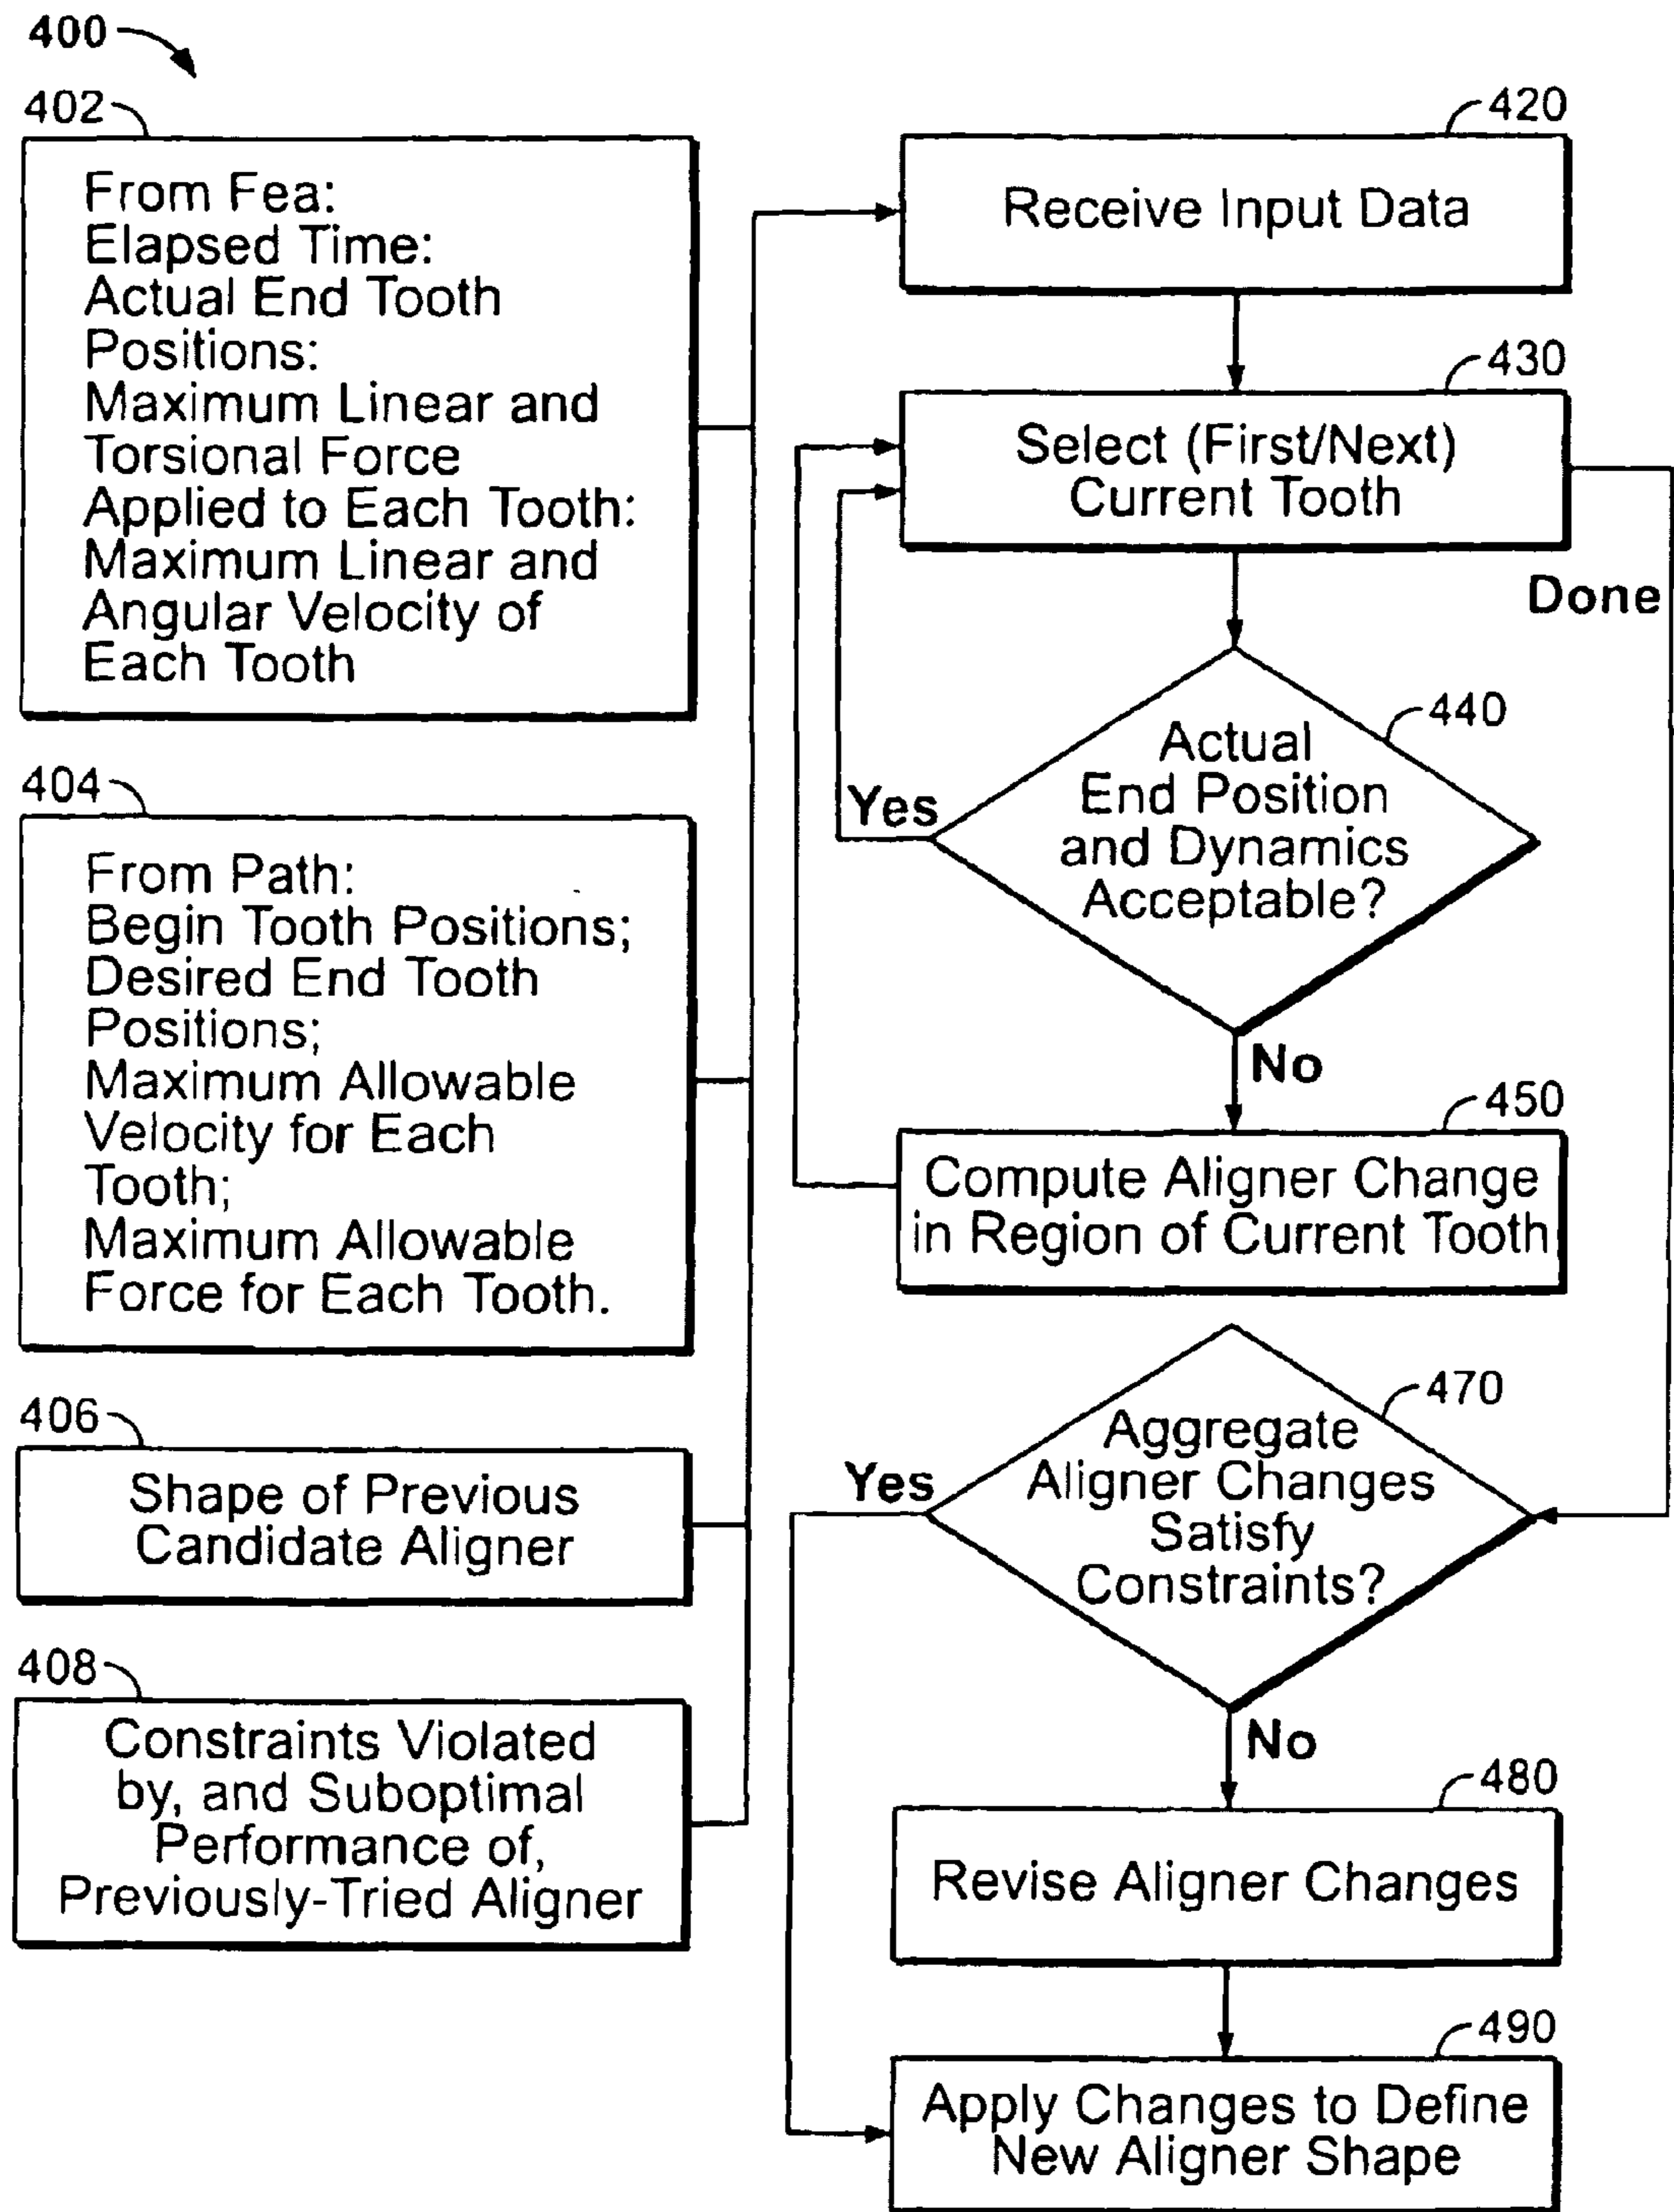 400
402
From Fea:
Elapsed Time:
Actual End Tooth
Positions:
Maximum Linear and
Torsional Force
Applied to Each Tooth:
Maximum Linear and
Angular Velocity of
Each Tooth
404
From Path:
Begin Tooth Positions;
Desired End Tooth
Positions;
Maximum Allowable
Velocity for Each
Tooth;
Maximum Allowable
Force for Each Tooth.
406
Shape of Previous
Candidate Aligner
408
Constraints Violated
by, and Suboptimal
Performance of,
Previously-Tried Aligner
420
Receive Input Data
430
Select (First/Next)
Current Tooth
Done
440
Actual
End Position
and Dynamics
Acceptable?
Yes
No
450
Compute Aligner Change
in Region of Current Tooth
470
Aggregate
Aligner Changes
Satisfy
Constraints?
Yes
No
480
Revise Aligner Changes
490
Apply Changes to Define
New Aligner Shape